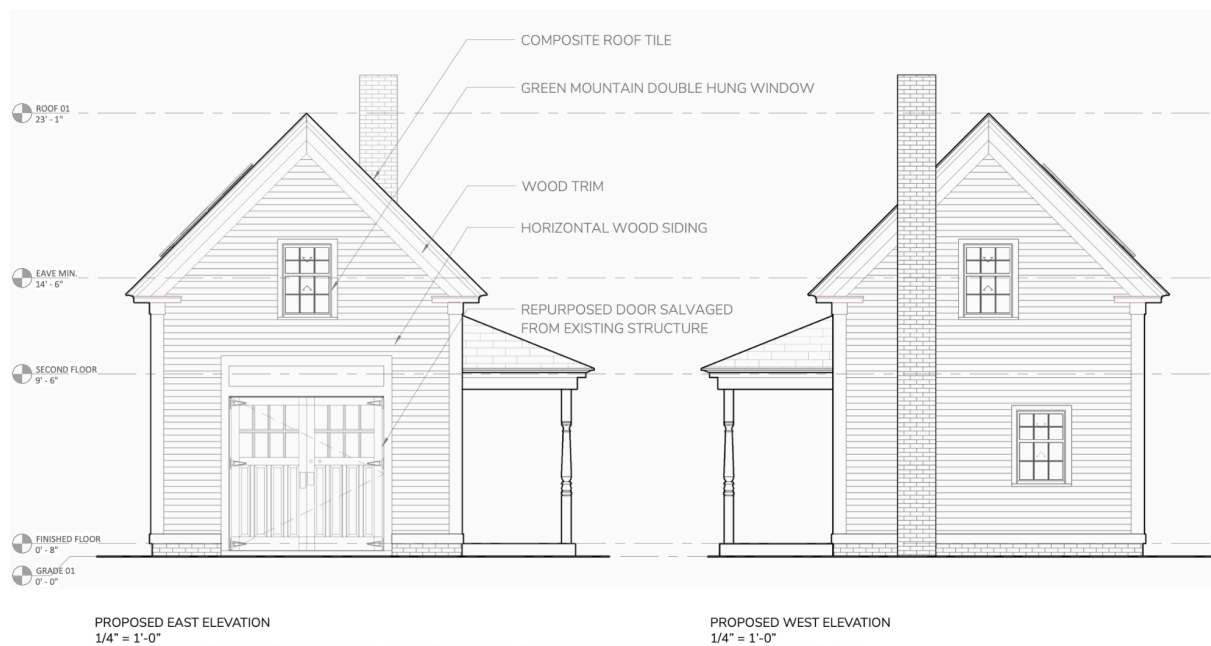 COMPOSITE ROOF TILE
GREEN MOUNTAIN DOUBLE HUNG WINDOW
ROOF 01
23' - 1"
WOOD TRIM
HORIZONTAL WOOD SIDING
EAVE MIN.
14' - 6"
REPURPOSED DOOR SALVAGED
FROM EXISTING STRUCTURE
SECOND FLOOR
9' - 6"
FINISHED FLOOR
0' - 8"
GRADE 01
0' - 0"
PROPOSED EAST ELEVATION
1/4” = 1’-0”
PROPOSED WEST ELEVATION
1/4” = 1’-0”